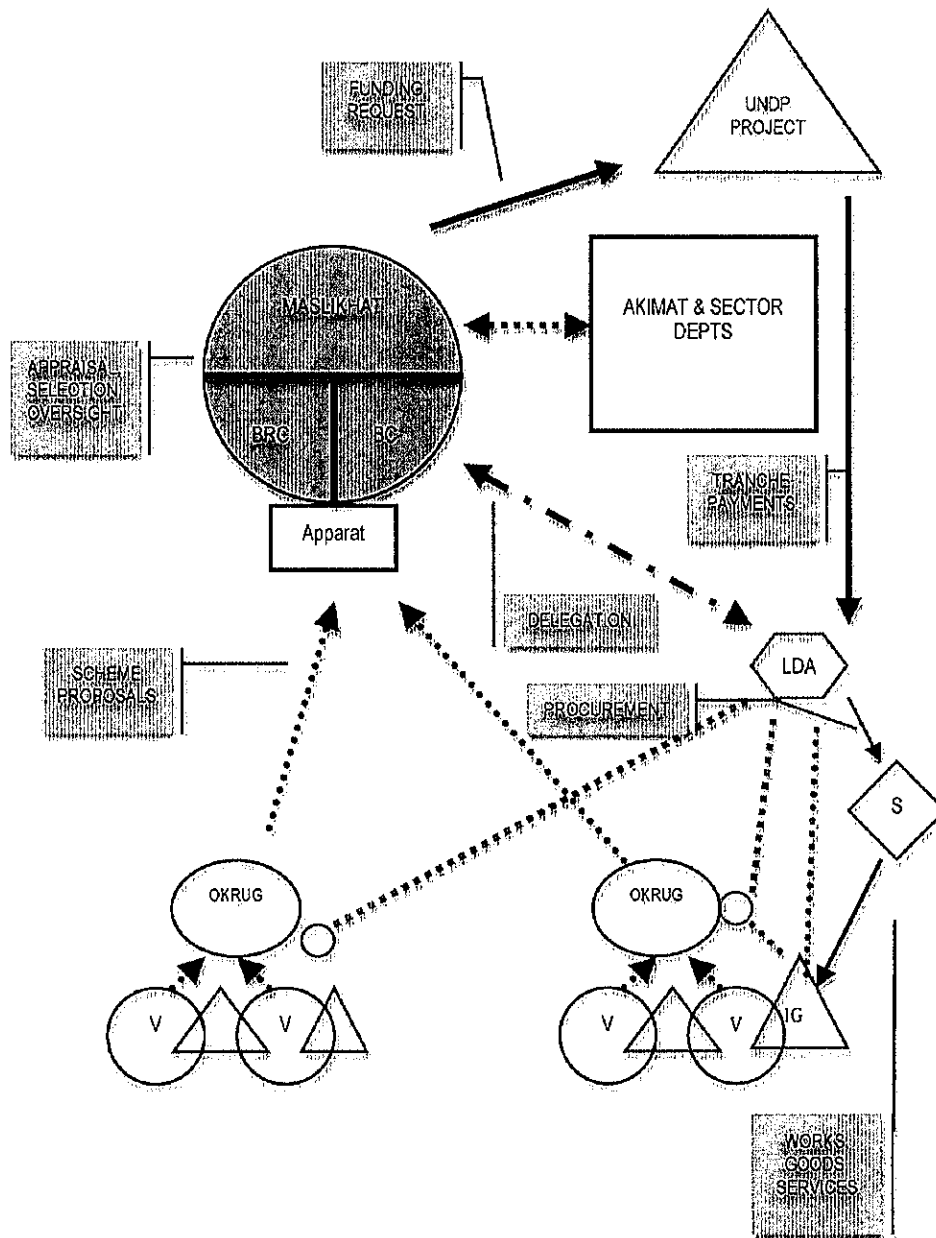 FUNDING
REQUEST
UNDP
PROJECT
MASLIKHAT
AKIMAT & SECTOR
DEPTS
APPRAISAL
SELECTION
OVERSIGHT
BRC
BC
TRANCHE
PAYMENTS
Apparat
DELEGATION
LDA
SCHEME
PROPOSALS
PROCUREMENT
S
OKRUG
OKRUG
V
V
V
V
IG
WORKS
GOODS
SERVICES